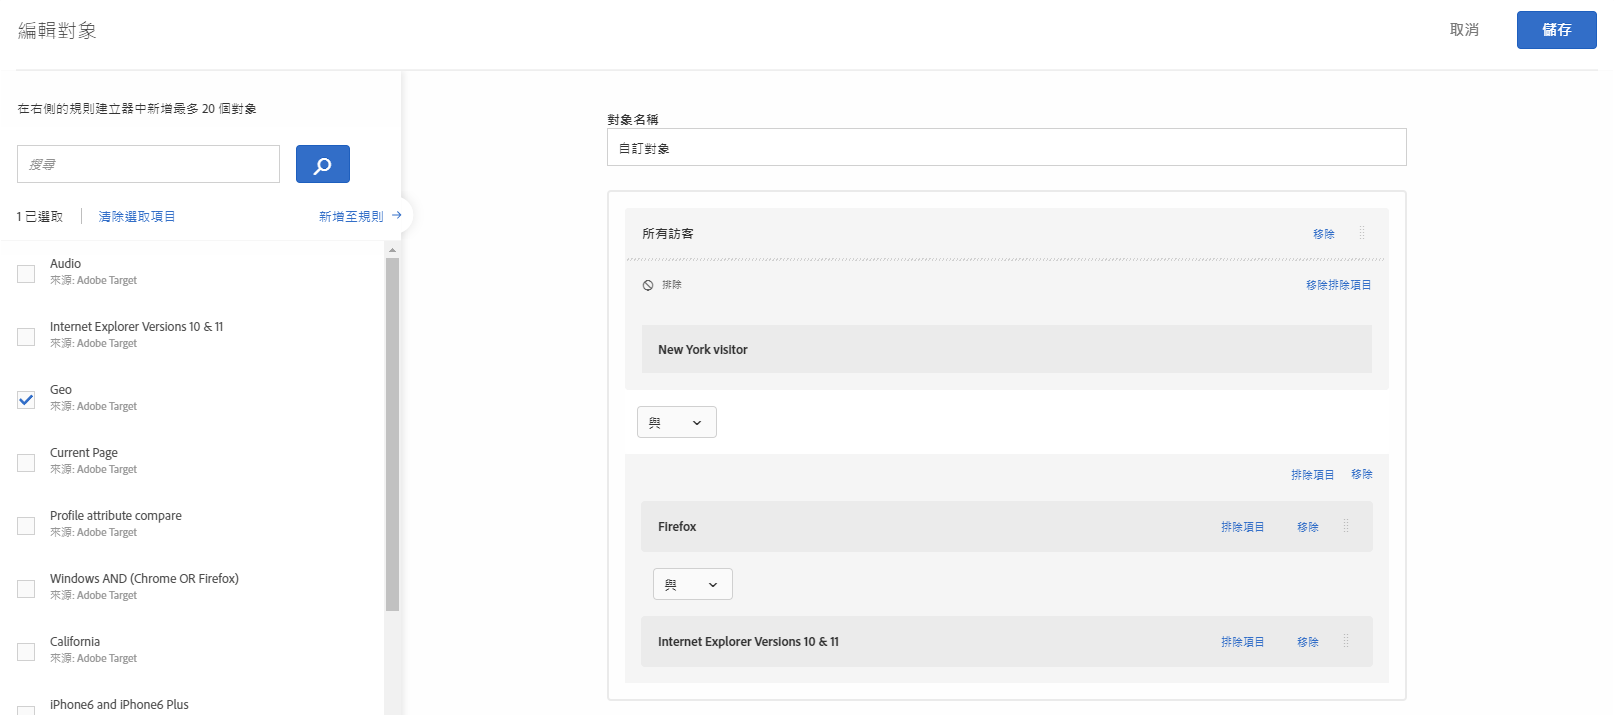 編輯對象
取消
儲存
在右側的規則建立器中新增最多 20 個對象
搜尋
1 已選取
清除選取項目
新增至規則
Audio
來源: Adobe Target
Internet Explorer Versions 10 & 11
來源: Adobe Target
Geo
來源: Adobe Target
Current Page
來源: Adobe Target
Profile attribute compare
來源: Adobe Target
Windows AND (Chrome OR Firefox)
來源: Adobe Target
California
來源: Adobe Target
iPhone6 and iPhone6 Plus
對象名稱
自訂對象
所有訪客
移除
排除
移除排除項目
New York visitor
與
排除項目
移除
Firefox
排除項目
移除
與
Internet Explorer Versions 10 & 11
排除項目
移除